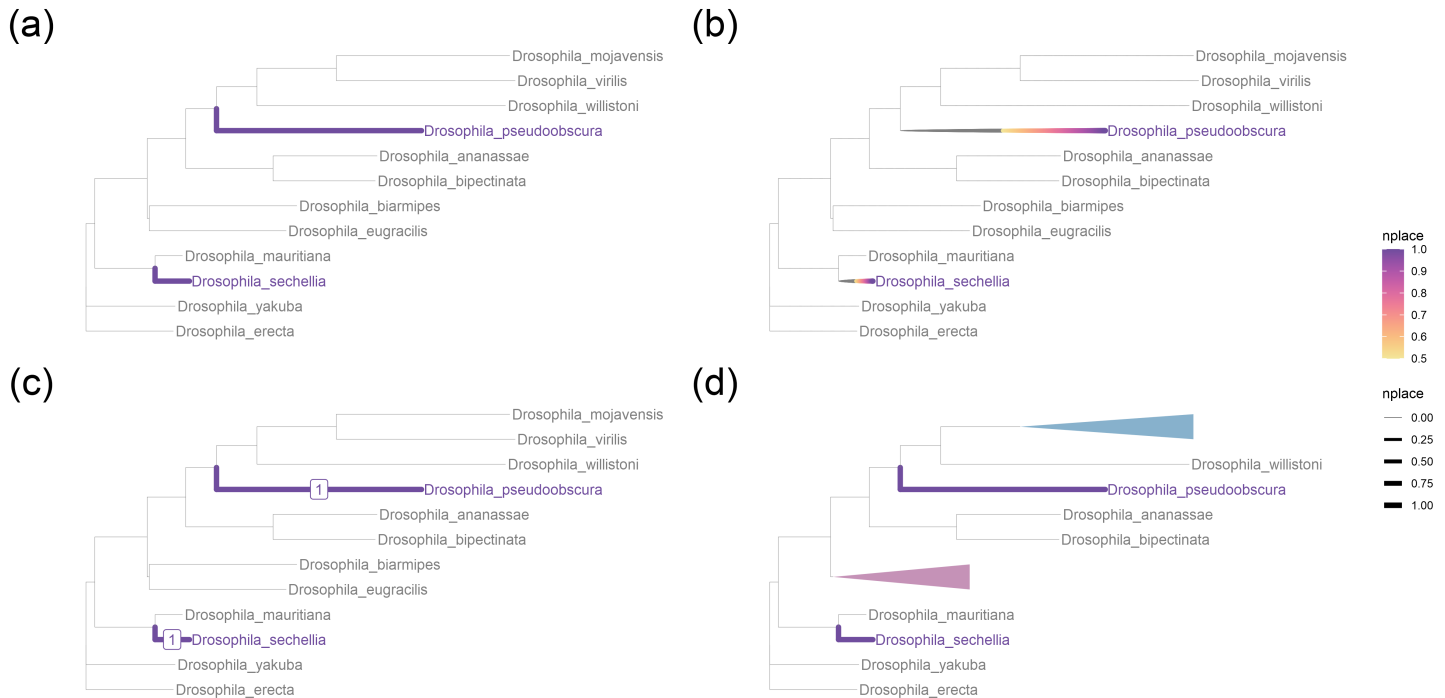 (a)
Drosophila_mojavensis
Drosophila_virilis
Drosophila_willistoni
Drosophila_pseudoobscura
Drosophila_ananassae
Drosophila_bipectinata
Drosophila_biarmipes
Drosophila_eugracilis
Drosophila_mauritiana
Drosophila_sechellia
Drosophila_yakuba
Drosophila_erecta
(b)
Drosophila_mojavensis
Drosophila_virilis
Drosophila_willistoni
Drosophila_pseudoobscura
Drosophila_ananassae
Drosophila_bipectinata
Drosophila_biarmipes
Drosophila_eugracilis
Drosophila_mauritiana
Drosophila_sechellia
Drosophila_yakuba
Drosophila_erecta
(c)
Drosophila_mojavensis
Drosophila_virilis
Drosophila_willistoni
1
Drosophila_pseudoobscura
Drosophila_ananassae
Drosophila_bipectinata
Drosophila_biarmipes
Drosophila_eugracilis
Drosophila_mauritiana
1
Drosophila_sechellia
Drosophila_yakuba
Drosophila_erecta
(d)
Drosophila_willistoni
Drosophila_pseudoobscura
Drosophila_ananassae
Drosophila_bipectinata
Drosophila_mauritiana
Drosophila_sechellia
Drosophila_yakuba
Drosophila_erecta
nplace
1.0
0.9
0.8
0.7
0.6
0.5
nplace
0.00
0.25
0.50
0.75
1.00